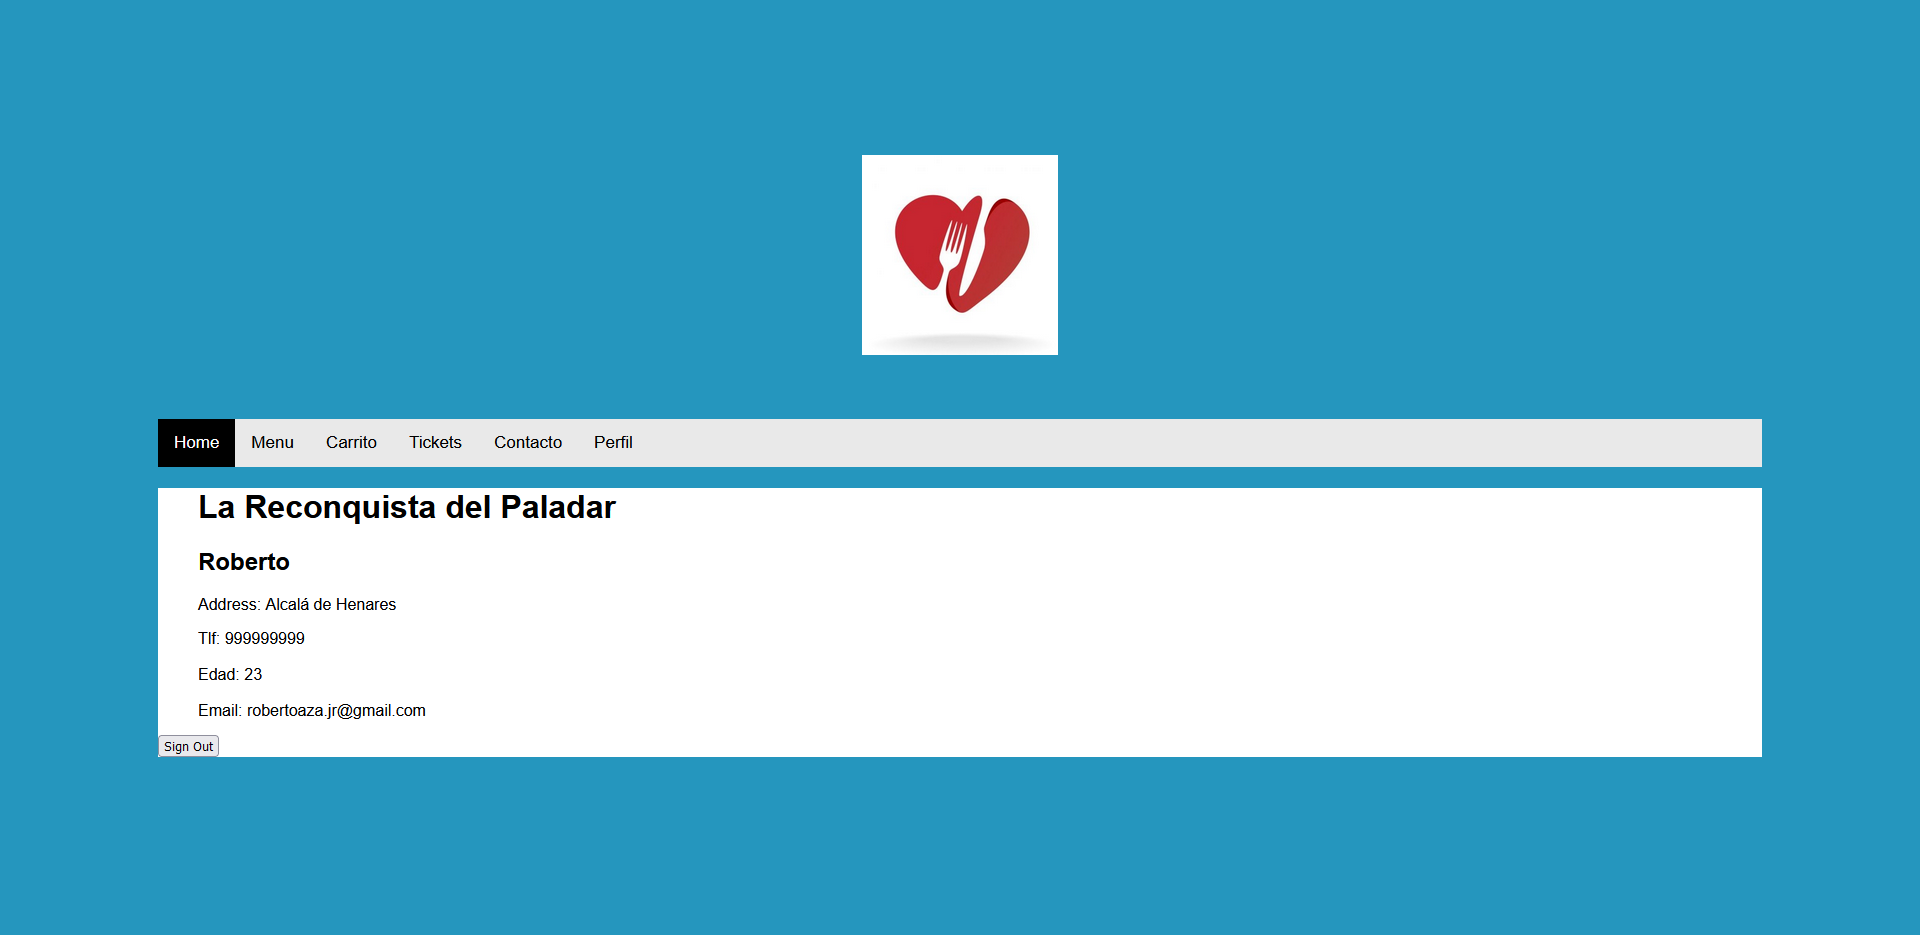 Home Menu Carrito Tickets Contacto Perfil
La Reconquista del Paladar
Roberto
Address: Alcalá de Henares
Tlf: 999999999
Edad: 23
Email: robertoaza.jr@gmail.com
Sign Out